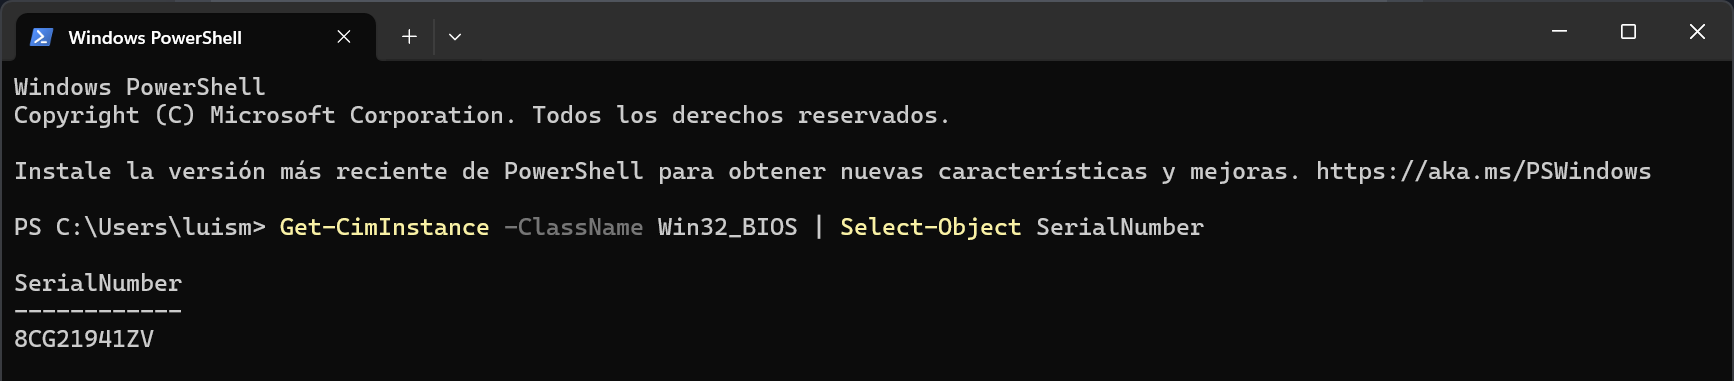 Windows PowerShell
Windows PowerShell
Copyright (C) Microsoft Corporation. Todos los derechos reservados.
Instale la versión más reciente de PowerShell para obtener nuevas características y mejoras. https://aka.ms/PSWindows
PS C:\Users\luism> Get-CimInstance -ClassName Win32_BIOS | Select-Object SerialNumber
SerialNumber
------------
8CG21941ZV